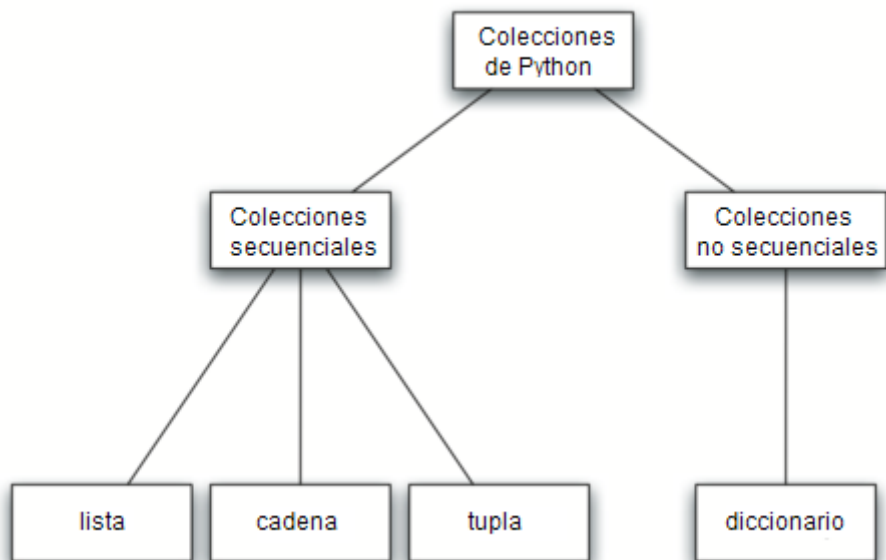 Colecciones
de Python
Colecciones
secuenciales
Colecciones
no secuenciales
lista
cadena
tupla
diccionario